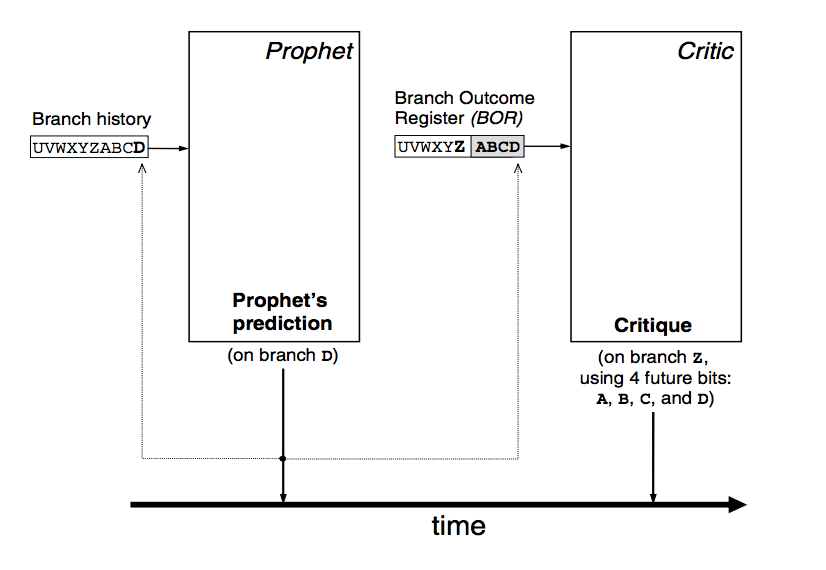 Prophet
Critic
Branch history
UVWXYZABCD
Branch Outcome
Register (BOR)
UVWXYZ ABCD
Prophet's
prediction
(on branch D)
Critique
(on branch Z,
using 4 future bits:
A, B, C, and D)
time